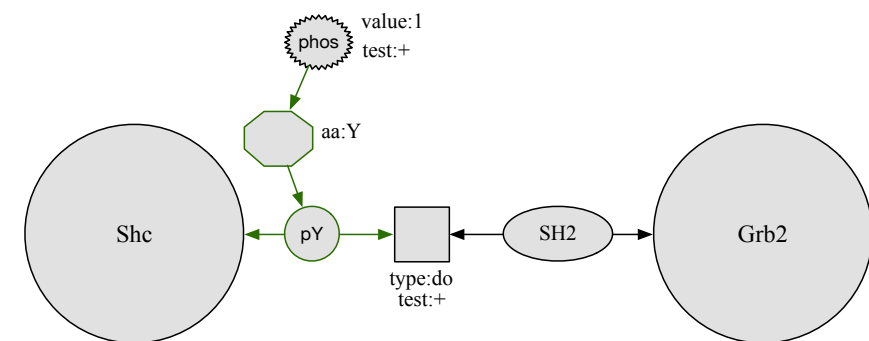 value:1
phos
test:+
aa:Y
Shc
pY
SH2
Grb2
type:do
test:+